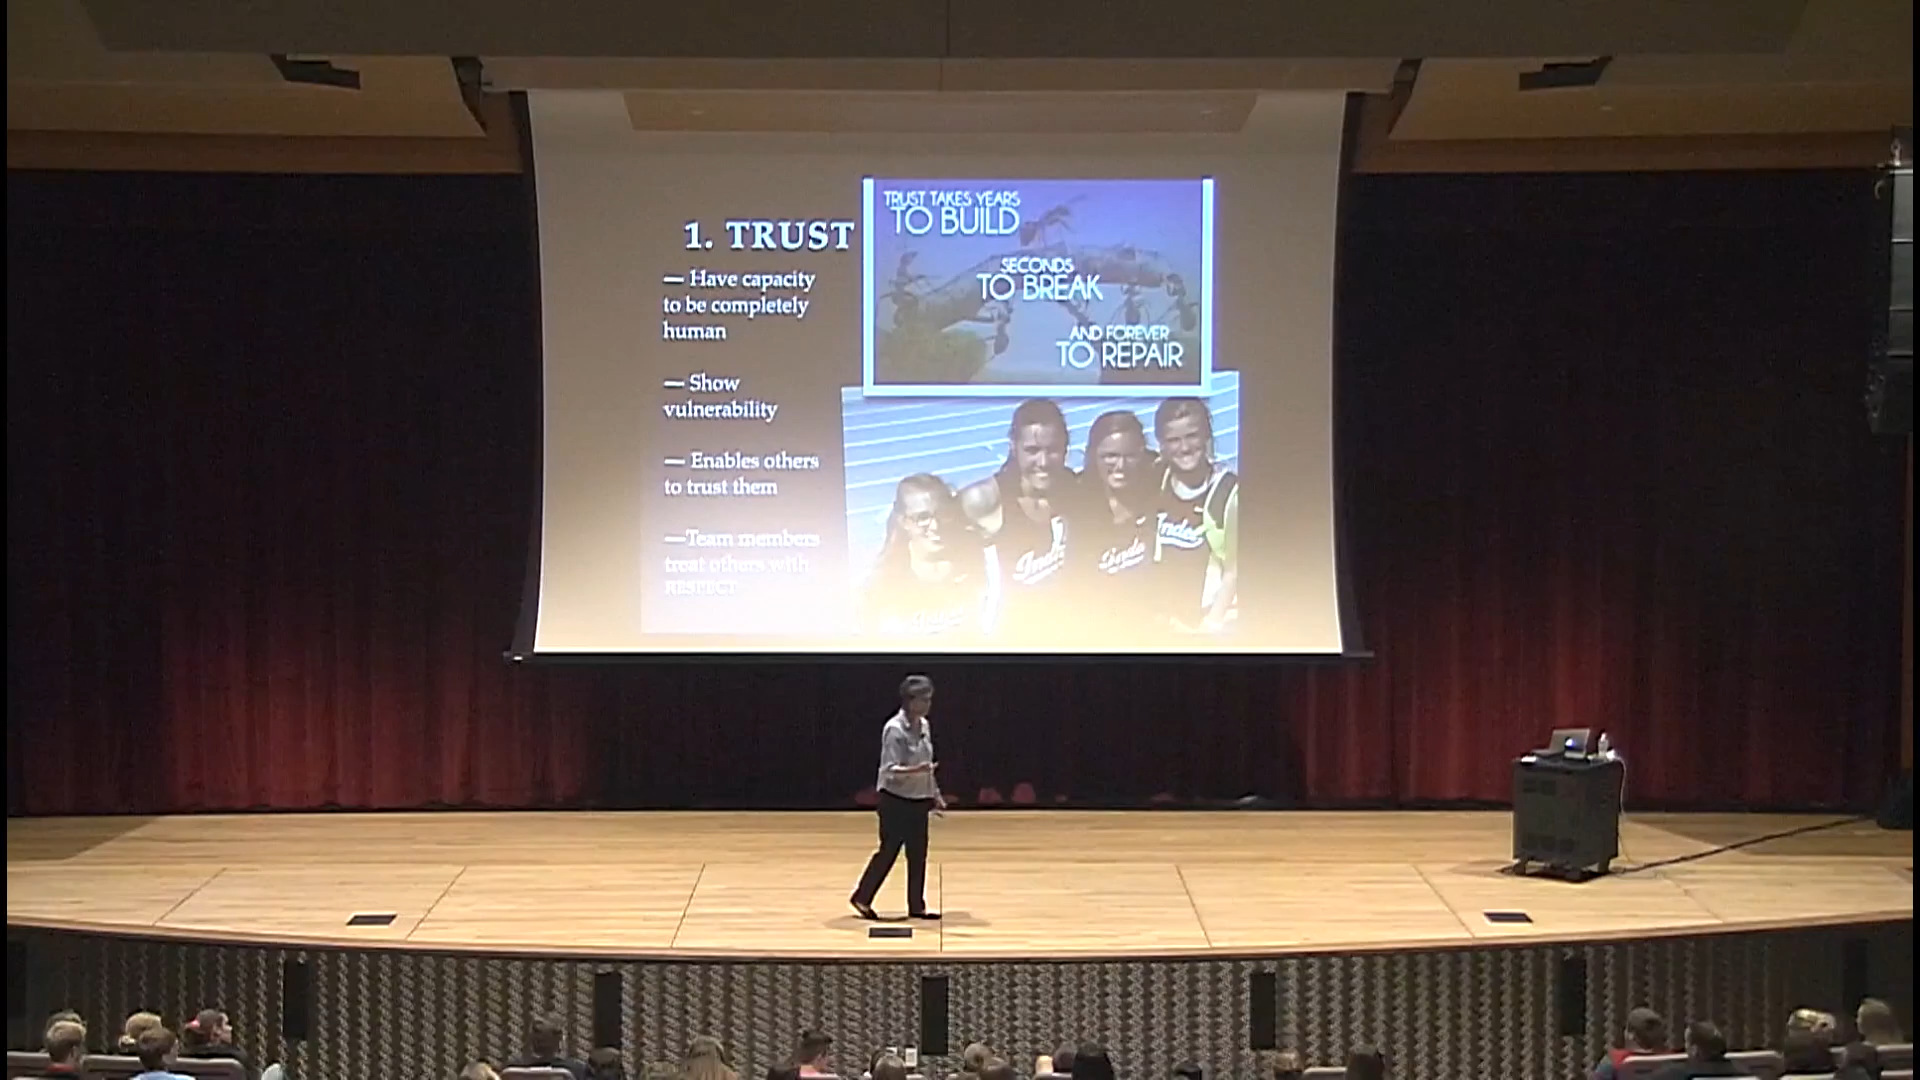 1. TRUST
— Have capacity
to be completely
human
— Show
vulnerability
— Enables others
to trust them
—Team members
treat others with
RESPECT
TRUST TAKES YEARS
TO BUILD
SECONDS
TO BREAK
AND FOREVER
TO REPAIR